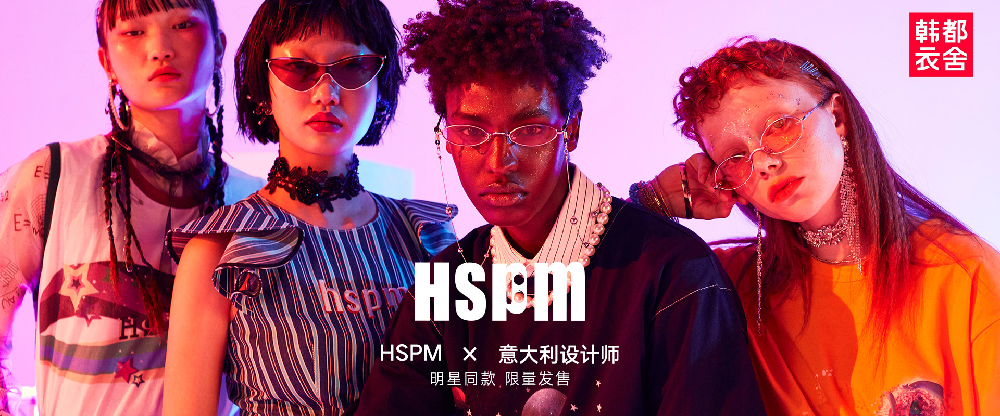 韩都
衣舍
E=
E=
hspm
HSPM
HSPM × 意大利设计师
明星同款 限量发售